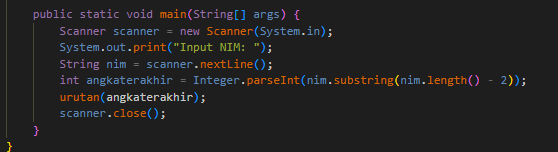 public static void main(String[] args) {
Scanner scanner = new Scanner(System.in);
System.out.print("Input NIM: ");
String nim = scanner.nextLine();
int angkaterakhir = Integer.parseInt(nim.substring(nim.length() - 2));
urutan(angkaterakhir);
scanner.close();
}
}